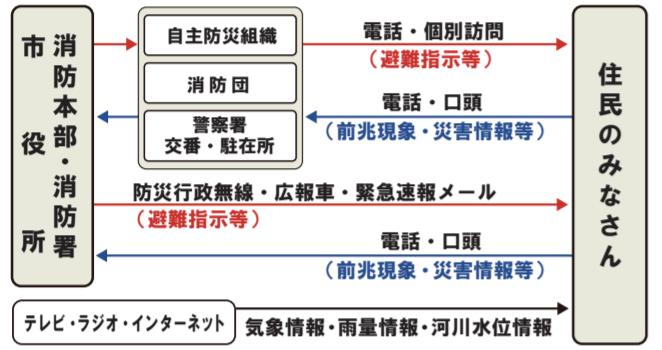 市役所
消防本部・消防署
自主防災組織
消防団
警察署
交番・駐在所
電話・個別訪問
（避難指示等）
電話・口頭
（前兆現象・災害情報等）
防災行政無線・広報車・緊急速報メール
（避難指示等）
電話・口頭
（前兆現象・災害情報等）
テレビ・ラジオ・インターネット
気象情報・雨量情報・河川水位情報
住民のみなさん